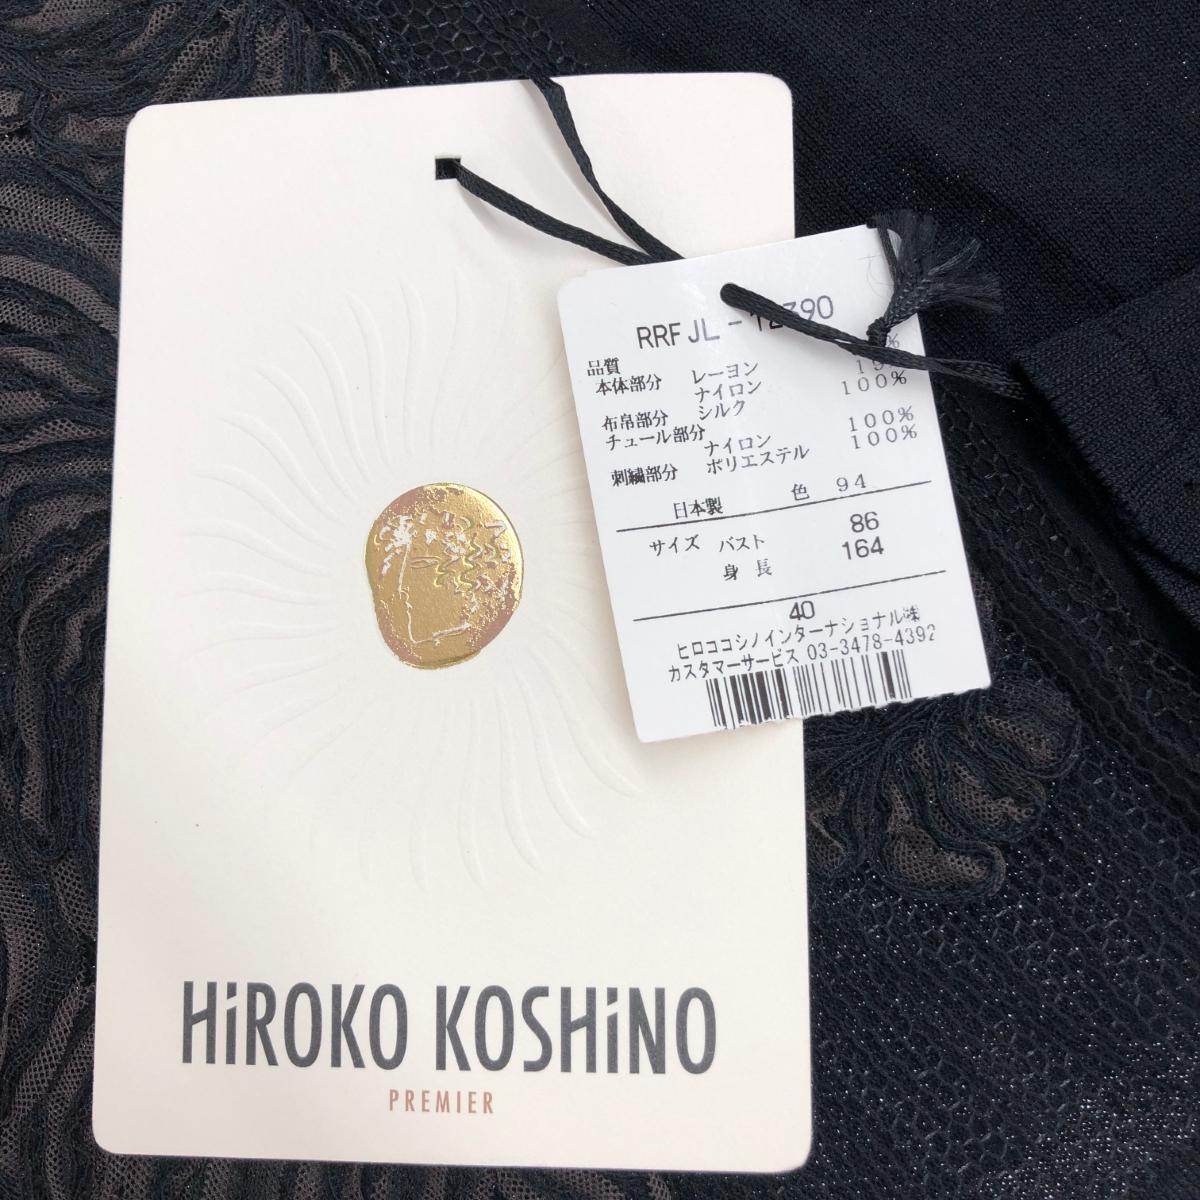 RRF JL - 12390
品質
本体部分 レーヨン %
ナイロン 19%
布帛部分 シルク 100%
チュール部分
ナイロン 100%
刺繍部分 ポリエステル 100%
日本製 色 94
サイズ バスト 86
身長 164
40
ヒロココシノインターナショナル㈱
カスタマーサービス 03-3478-4392
HiROKO KOSHiNO
PREMIER